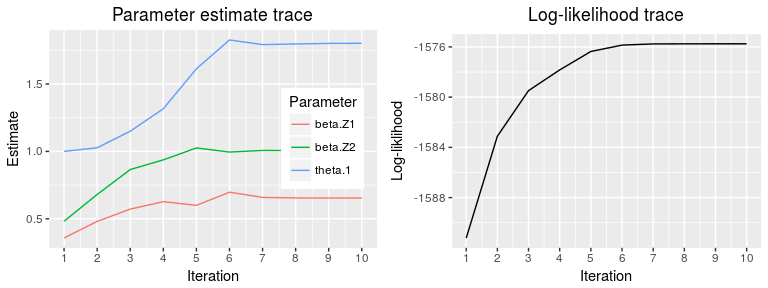 Parameter estimate trace
Estimate
1.5
1.0
0.5
Parameter
beta.Z1
beta.Z2
theta.1
1 2 3 4 5 6 7 8 9 10
Iteration
Log-likelihood trace
Log-liklihood
-1576
-1580
-1584
-1588
1 2 3 4 5 6 7 8 9 10
Iteration